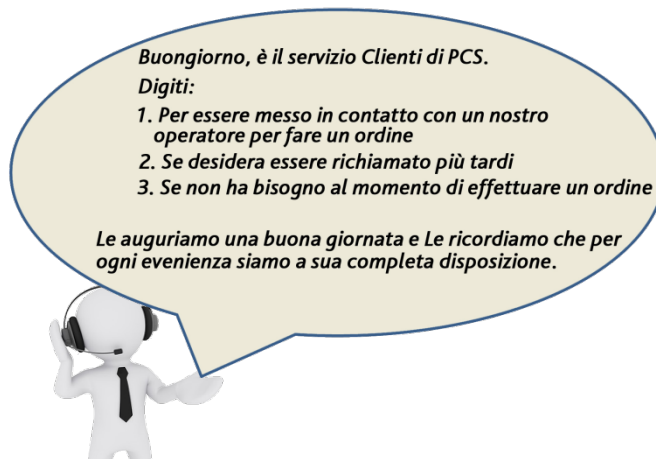 Buongiorno, è il servizio Clienti di PCS.
Digiti:
1. Per essere messo in contatto con un nostro
operatore per fare un ordine
2. Se desidera essere richiamato più tardi
3. Se non ha bisogno al momento di effettuare un ordine
Le auguriamo una buona giornata e Le ricordiamo che per
ogni evenienza siamo a sua completa disposizione.